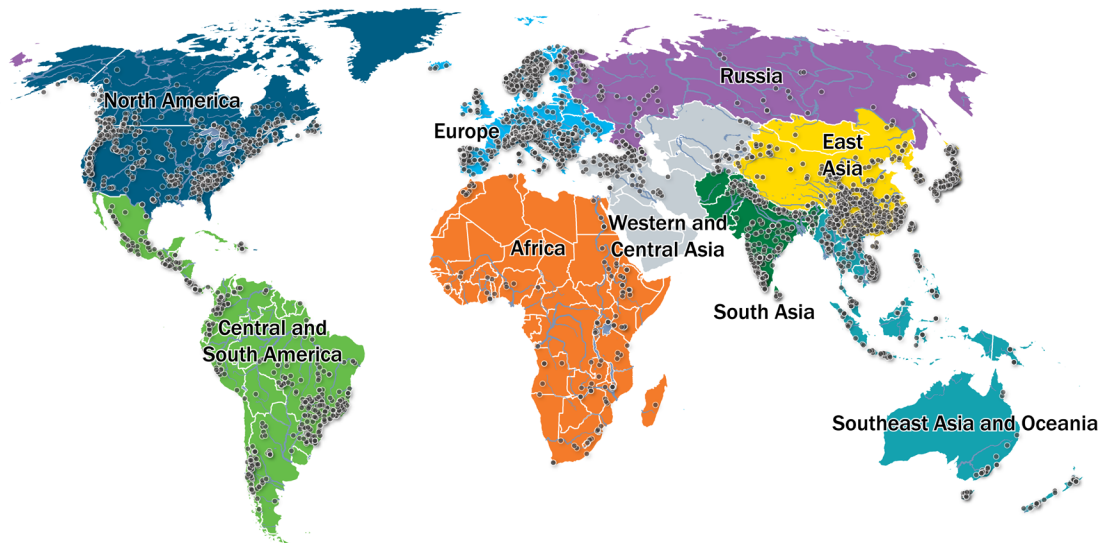 North America
Europe
Russia
East
Asia
Africa
Western and
Central Asia
South Asia
Central and
South America
Southeast Asia and Oceania